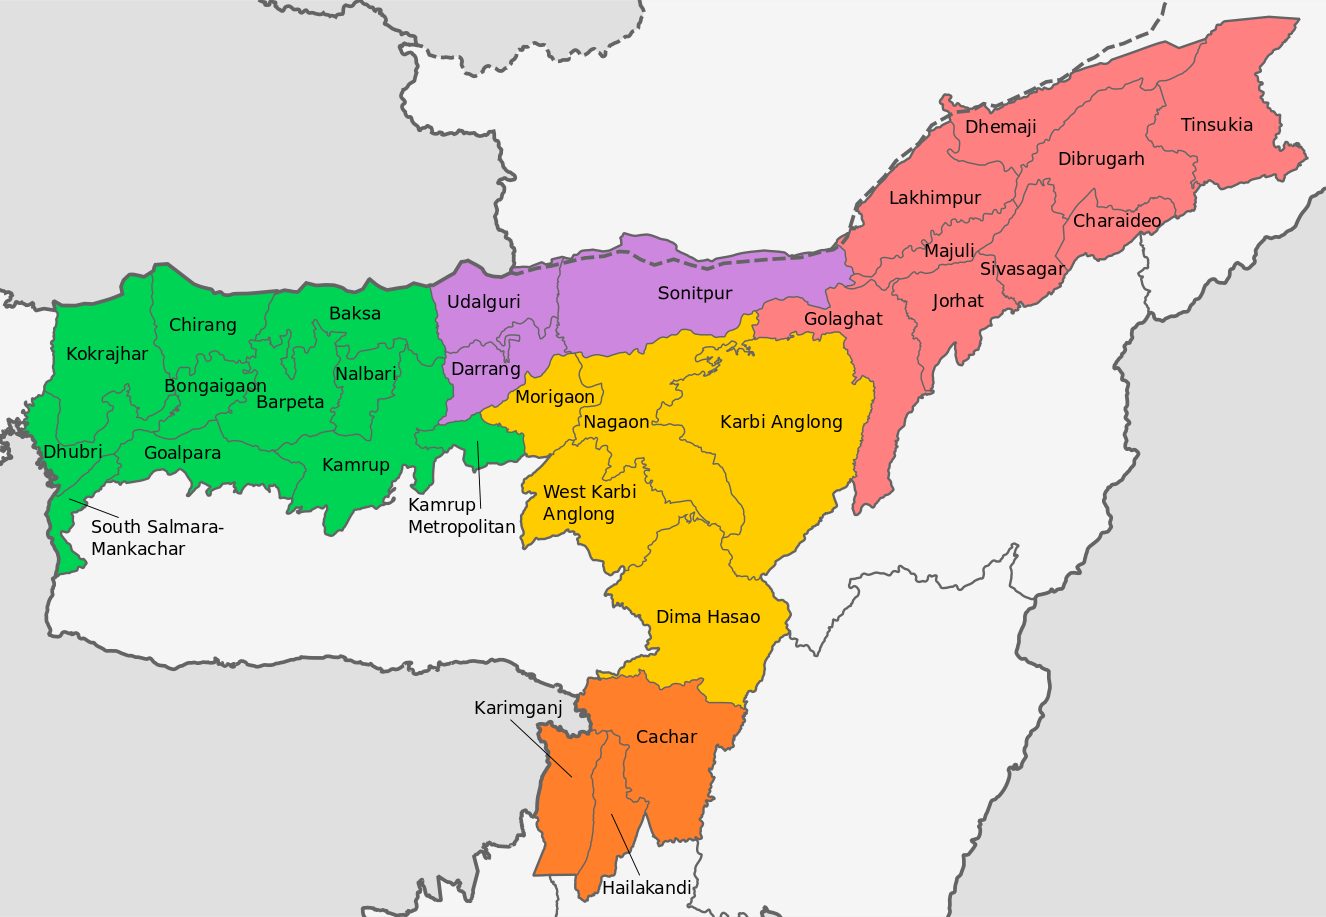 Tinsukia
Dhemaji
Dibrugarh
Lakhimpur
Charaideo
Majuli
Sivasagar
Sonitpur
Udalguri
Jorhat
Baksa
Golaghat
Chirang
Kokrajhar
Darrang
Nalbari
Bongaigaon
Morigaon
Barpeta
Nagaon
Karbi Anglong
Dhubri
Goalpara
Kamrup
West Karbi
Anglong
Kamrup
Metropolitan
South Salmara-
Mankachar
Dima Hasao
Karimganj
Cachar
Hailakandi